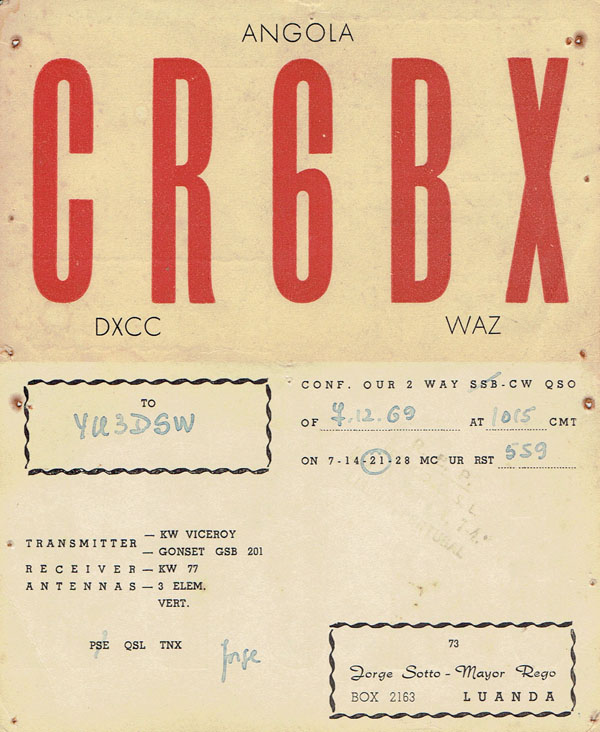 ANGOLA
CR6BX
DXCC WAZ
TO
YU3DSW
CONF. OUR 2 WAY SSB-CW QSO
OF 7.12.69 AT 1015 CMT
ON 7-14-21-28 MC UR RST 559
TRANSMITTER — KW VICEROY
— GONSET GSB 201
RECEIVER — KW 77
ANTENNAS — 3 ELEM.
VERT.
PSE QSL TNX
Jorge
73
Jorge Sotto - Mayor Rego
BOX 2163 LUANDA